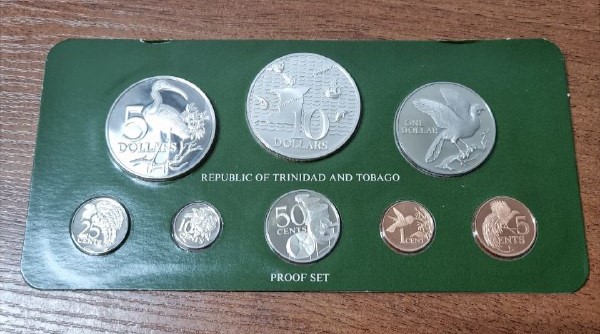 5
DOLLARS
10
DOLLARS
ONE
DOLLAR
REPUBLIC OF TRINIDAD AND TOBAGO
25
CENTS
10
50
CENTS
1
CENT
5
CENTS
PROOF SET